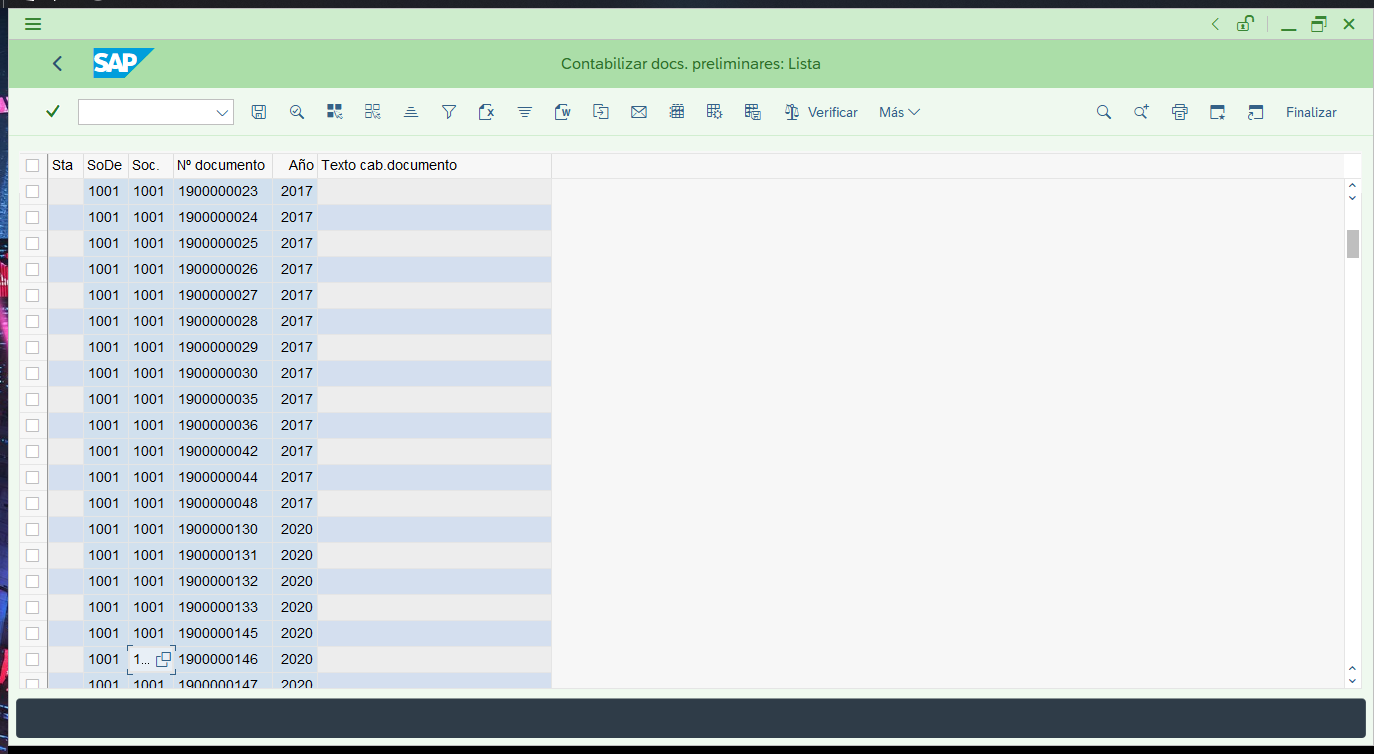 SAP
Contabilizar docs. preliminares: Lista
Verificar Más Finalizar
Sta SoDe Soc. Nº documento Año Texto cab.documento
1001 1001 1900000023 2017
1001 1001 1900000024 2017
1001 1001 1900000025 2017
1001 1001 1900000026 2017
1001 1001 1900000027 2017
1001 1001 1900000028 2017
1001 1001 1900000029 2017
1001 1001 1900000030 2017
1001 1001 1900000035 2017
1001 1001 1900000036 2017
1001 1001 1900000042 2017
1001 1001 1900000044 2017
1001 1001 1900000048 2017
1001 1001 1900000130 2020
1001 1001 1900000131 2020
1001 1001 1900000132 2020
1001 1001 1900000133 2020
1001 1001 1900000145 2020
1001 1... 1900000146 2020
1001 1001 1900000147 2020